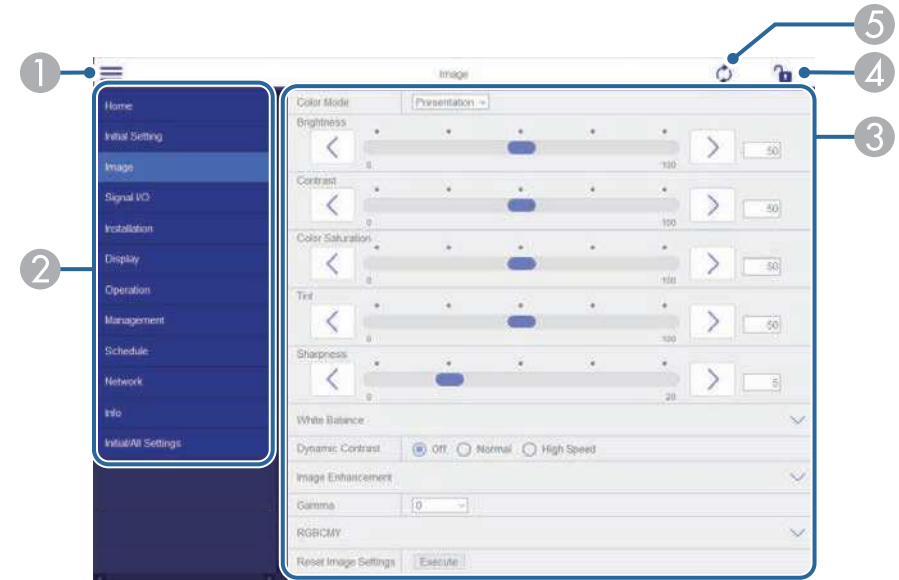 5
1
Image
4
Home
Color Mode
Presentation
Brightness
3
Initial Setting
50
0
100
Image
Contrast
Signal I/O
50
0
100
Installation
Color Saturation
Display
2
50
0
100
Operation
Tint
Management
50
0
100
Schedule
Sharpness
Network
5
0
20
Info
White Balance
Initial/All Settings
Dynamic Contrast
Off
Normal
High Speed
Image Enhancement
Gamma
0
RGBCMY
Reset Image Settings
Execute